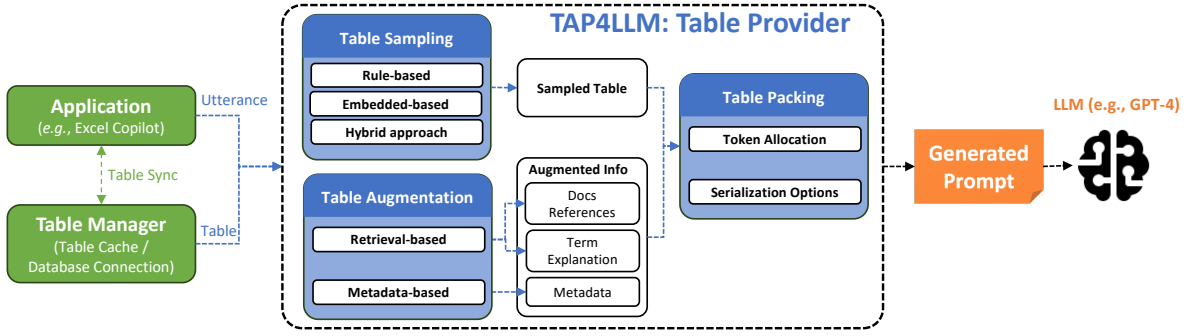 TAP4LLM: Table Provider
Application
(e.g., Excel Copilot)
Table Sync
Table Manager
(Table Cache /
Database Connection)
Utterance
Table
Table Sampling
Rule-based
Embedded-based
Hybrid approach
Table Augmentation
Retrieval-based
Metadata-based
Sampled Table
Augmented Info
Docs
References
Term
Explanation
Metadata
Table Packing
Token Allocation
Serialization Options
Generated
Prompt
LLM (e.g., GPT-4)